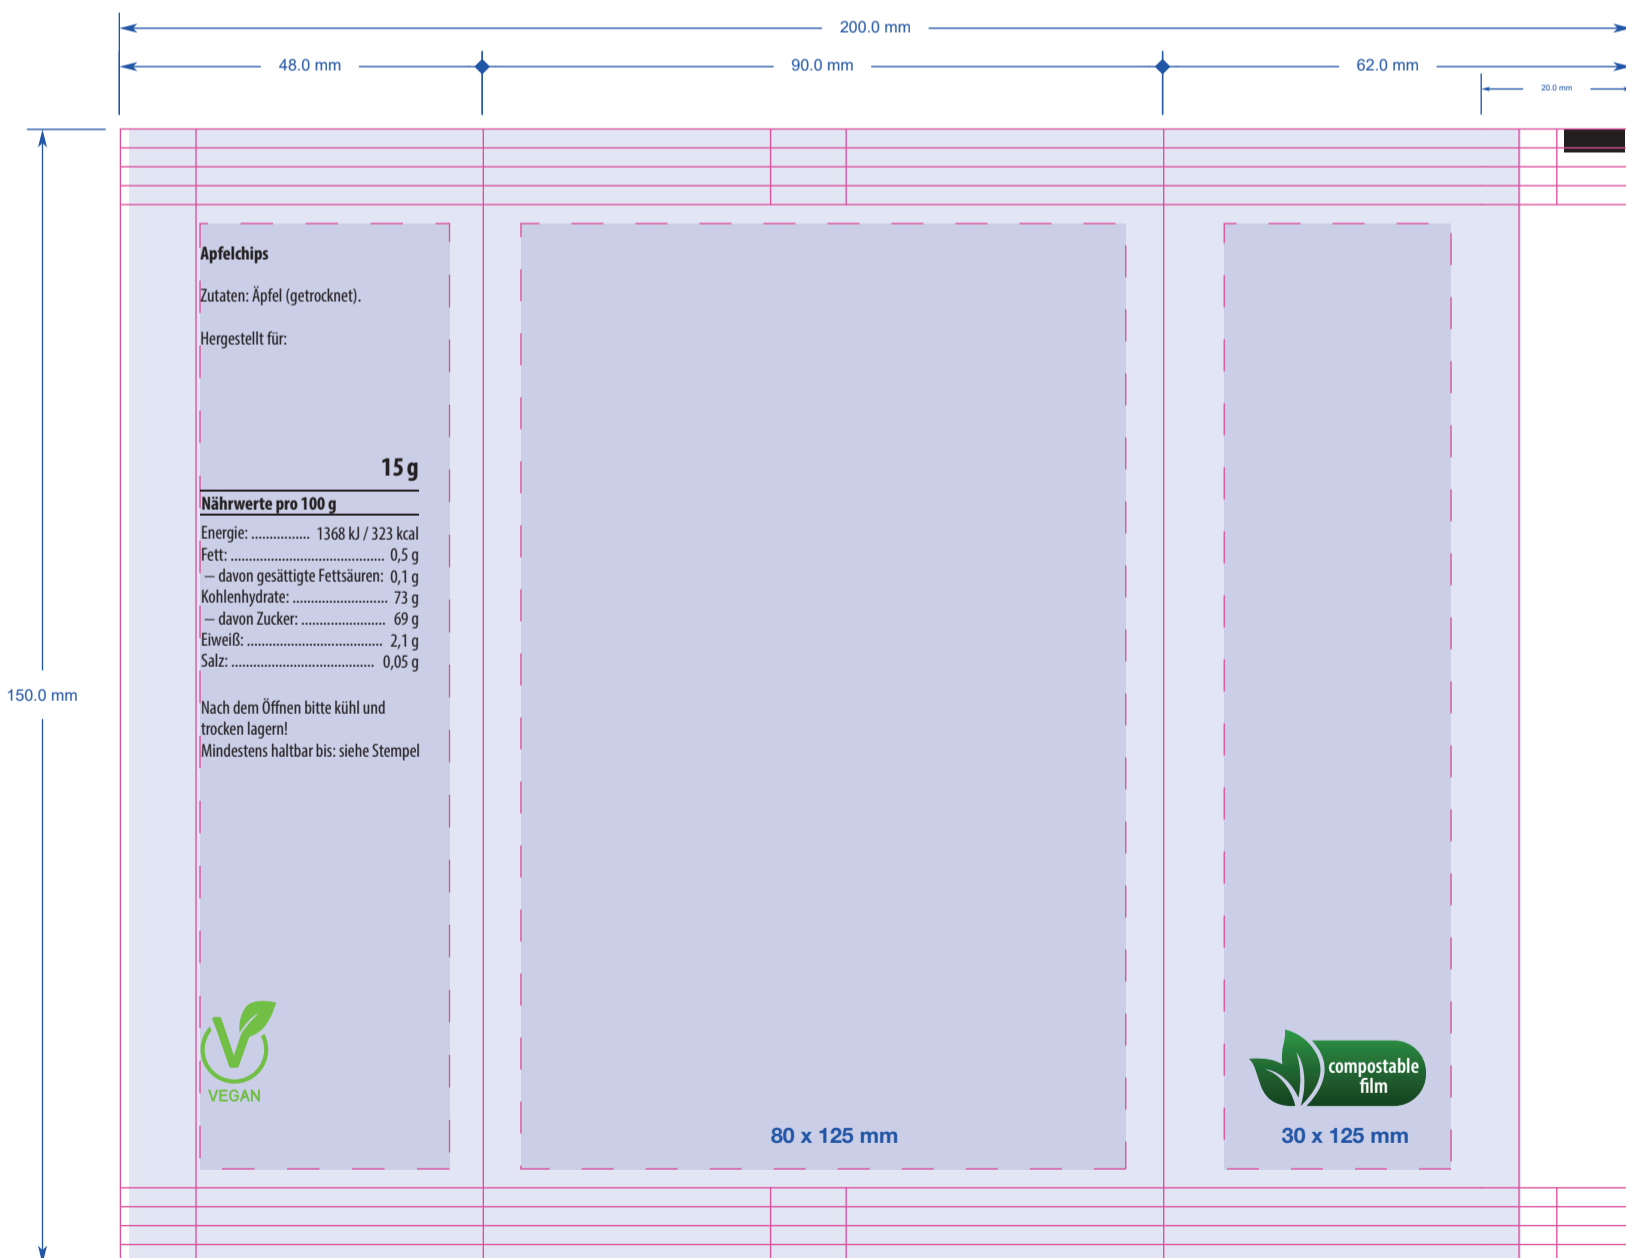 200.0 mm
48.0 mm
90.0 mm
62.0 mm
20.0 mm
150.0 mm
Apfelchips
Zutaten: Äpfel (getrocknet).
Hergestellt für:
15 g
Nährwerte pro 100 g
Energie: ................ 1368 kJ / 323 kcal
Fett: .......................................... 0,5 g
– davon gesättigte Fettsäuren: 0,1 g
Kohlenhydrate: .......................... 73 g
– davon Zucker: ....................... 69 g
Eiweiß: ..................................... 2,1 g
Salz: ....................................... 0,05 g
Nach dem Öffnen bitte kühl und
trocken lagern!
Mindestens haltbar bis: siehe Stempel
V
VEGAN
80 x 125 mm
compostable
film
30 x 125 mm